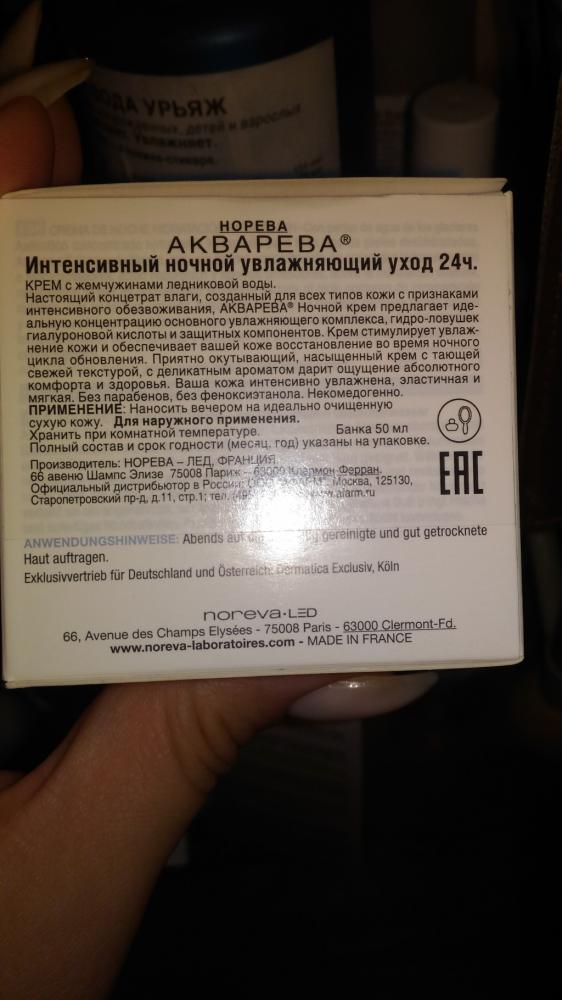 ВОДА УРЬЯЖ
детей и взрослых
Увлажняет.
НОРЕВА
АКВАРЕВА®
Интенсивный ночной увлажняющий уход 24ч.
КРЕМ с жемчужинами ледниковой воды.
Настоящий концетрат влаги, созданный для всех типов кожи с признаками
интенсивного обезвоживания, АКВАРЕВА® Ночной крем предлагает иде-
альную концентрацию основного увлажняющего комплекса, гидро-ловушек
гиалуроновой кислоты и защитных компонентов. Крем стимулирует увлаж-
нение кожи и обеспечивает вашей коже восстановление во время ночного
цикла обновления. Приятно окутывающий, насыщенный крем с тающей
свежей текстурой, с деликатным ароматом дарит ощущение абсолютного
комфорта и здоровья. Ваша кожа интенсивно увлажнена, эластичная и
мягкая. Без парабенов, без феноксиэтанола. Некомедогенно.
ПРИМЕНЕНИЕ: Наносить вечером на идеально очищенную
сухую кожу. Для наружного применения.
Хранить при комнатной температуре. Банка 50 мл
Полный состав и срок годности (месяц, год) указаны на упаковке.
Производитель: НОРЕВА – ЛЕД, ФРАНЦИЯ
66 авеню Шампс Элизе 75008 Париж – 63000 Клермон-Ферран.
Официальный дистрибьютор в России: Москва, 125130,
Старопетровский пр-д, д.11, стр.1; тел.
EAC
ANWENDUNGSHINWEISE: Abends auf gereinigte und gut getrocknete
Haut auftragen.
Exklusivvertrieb für Deutschland und Österreich: Dermatica Exclusiv, Köln
noreva-LED
66, Avenue des Champs Elysées - 75008 Paris - 63000 Clermont-Fd.
www.noreva-laboratoires.com - MADE IN FRANCE